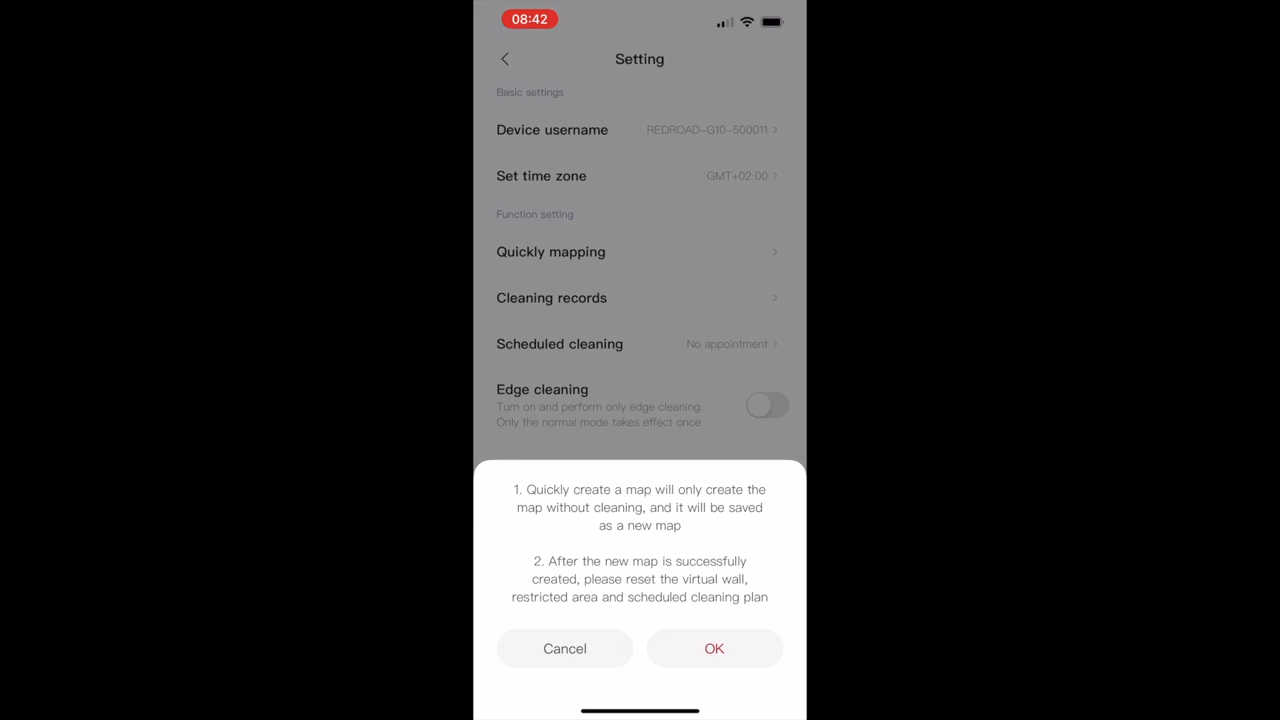 08:42
Setting
Basic settings
Device username REDROAD-G10-500011
Set time zone GMT+02:00
Function setting
Quickly mapping
Cleaning records
Scheduled cleaning No appointment
Edge cleaning
Turn on and perform only edge cleaning.
Only the normal mode takes effect once
1. Quickly create a map will only create the
map without cleaning, and it will be saved
as a new map
2. After the new map is successfully
created, please reset the virtual wall,
restricted area and scheduled cleaning plan
Cancel OK